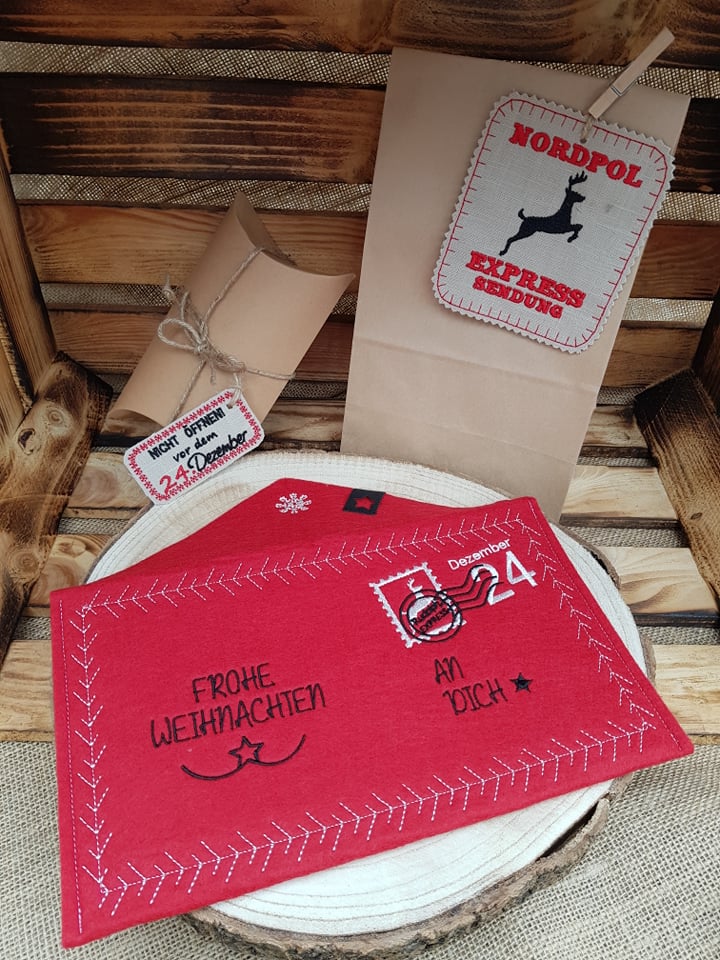 NORDPOL
EXPRESS
SENDUNG
NICHT ÖFFNEN!
vor dem
24. Dezember
Dezember
24
FROHE
WEIHNACHTEN
AN
DICH